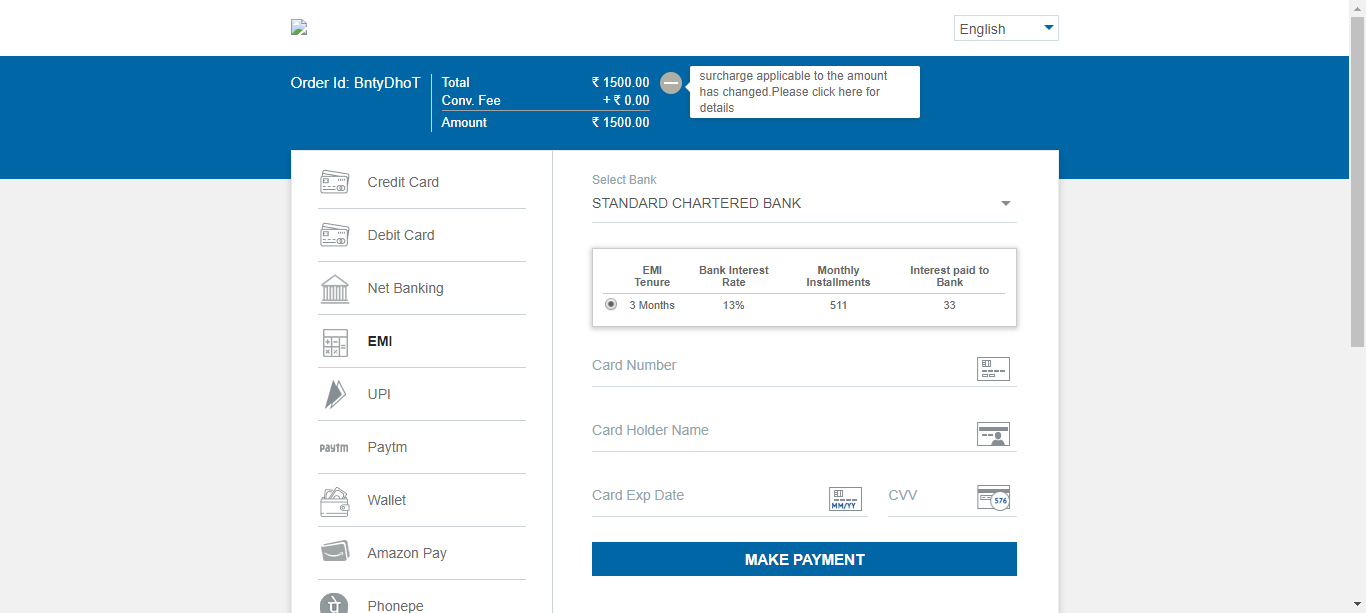 English
Order Id: BntyDhoT
Total ₹ 1500.00
Conv. Fee + ₹ 0.00
Amount ₹ 1500.00
surcharge applicable to the amount
has changed.Please click here for
details
Credit Card
Debit Card
Net Banking
EMI
UPI
paytm Paytm
Wallet
Amazon Pay
पे Phonepe
Select Bank
STANDARD CHARTERED BANK
EMI Bank Interest Monthly Interest paid to
Tenure Rate Installments Bank
3 Months 13% 511 33
Card Number
Card Holder Name
Card Exp Date MM/YY CVV 576
MAKE PAYMENT